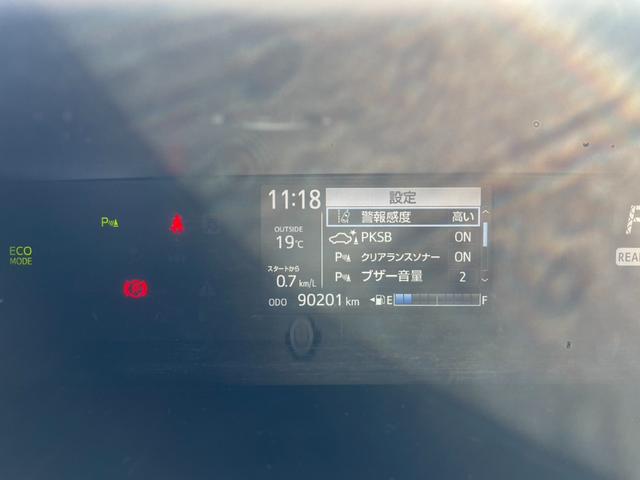 11:18
設定
警報感度 高い
OUTSIDE
19℃
PKSB ON
P クリアランスソナー ON
スタートから
0.7 km/L
P ブザー音量 2
ODO 90201 km
E F
P
ECO
MODE
P
REAR